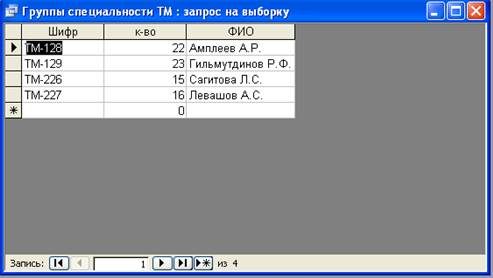 Группы специальности ТМ : запрос на выборку
Шифр к-во ФИО
ТМ-128 22 Амплеев А.Р.
ТМ-129 23 Гильмутдинов Р.Ф.
ТМ-226 15 Сагитова Л.С.
ТМ-227 16 Левашов А.С.
0
Запись: 1 из 4